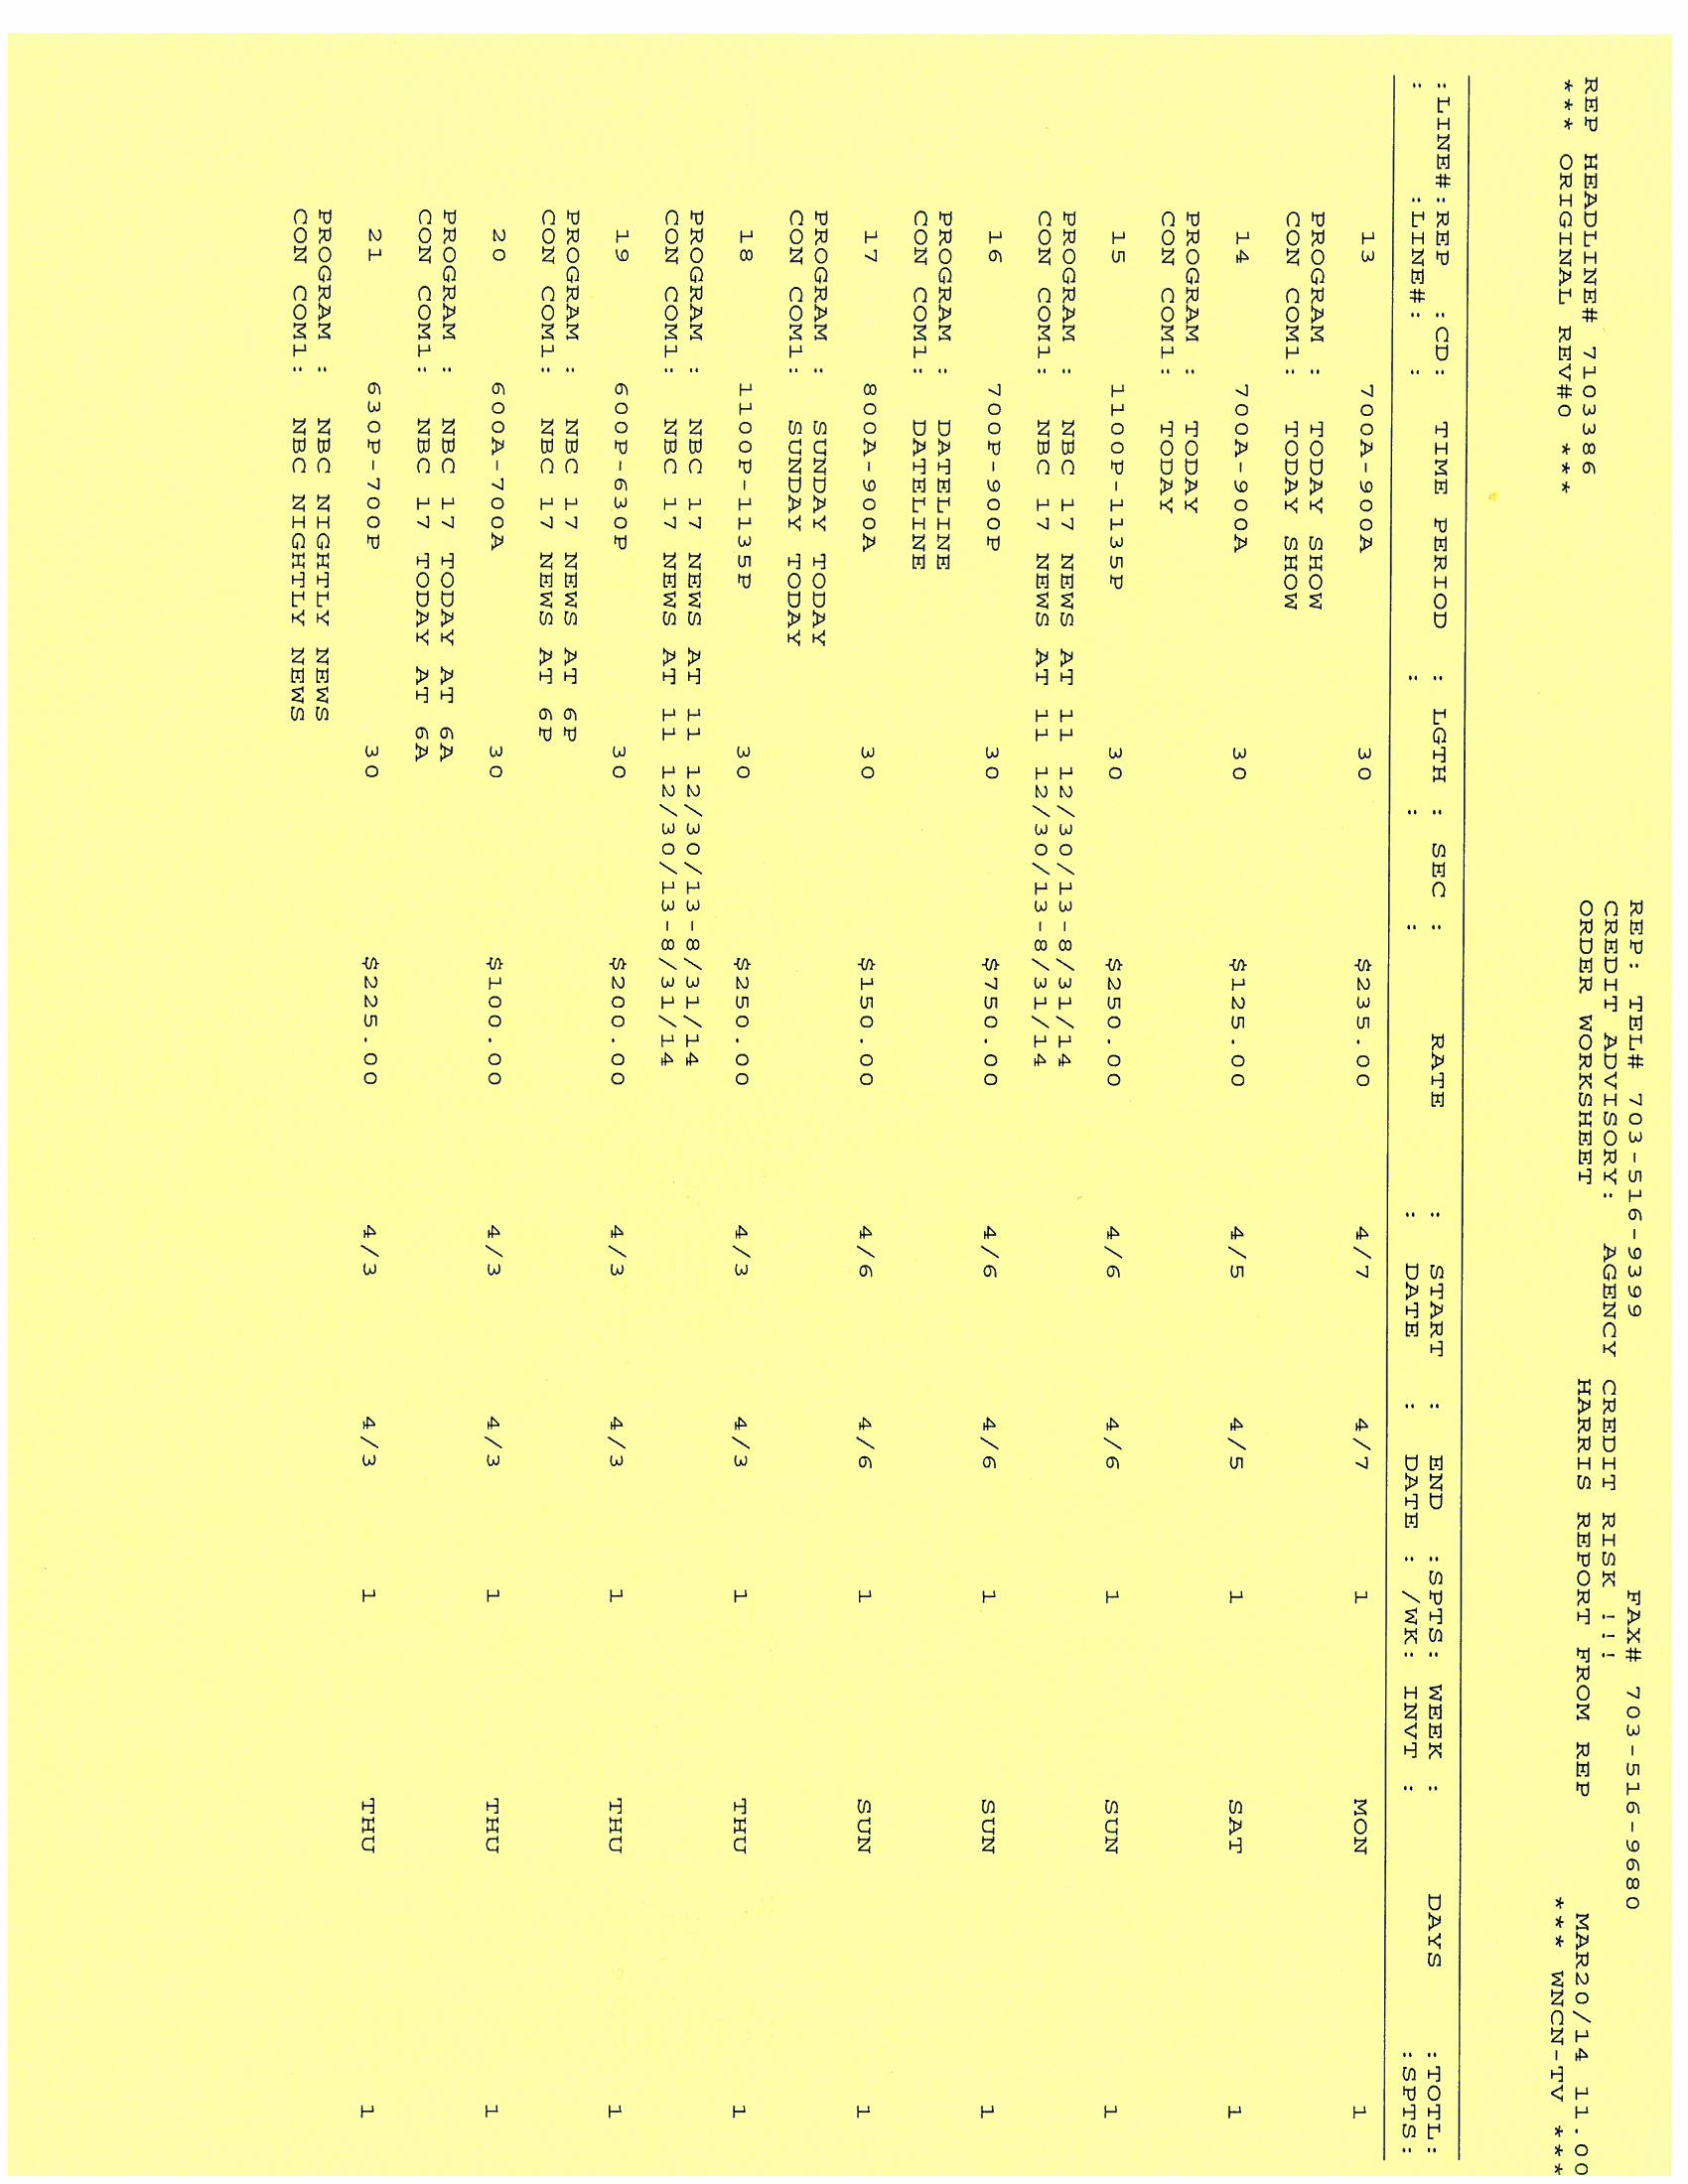 REP: TEL# 703-516-9399 FAX# 703-516-9680
CREDIT ADVISORY: AGENCY CREDIT RISK !!!
REP HEADLINE# 7103386 ORDER WORKSHEET HARRIS REPORT FROM REP MAR20/14 11.00
*** ORIGINAL REV#0 *** *** WNCN-TV ***
:LINE#:REP :CD: TIME PERIOD : LGTH : SEC : RATE : START : END :SPTS: WEEK : DAYS :TOTL:
: :LINE#: : : : : : DATE : DATE : /WK: INVT : :SPTS:
13 700A-900A 30 $235.00 4/7 4/7 1 MON 1
PROGRAM : TODAY SHOW
CON COM1: TODAY SHOW
14 700A-900A 30 $125.00 4/5 4/5 1 SAT 1
PROGRAM : TODAY
CON COM1: TODAY
15 1100P-1135P 30 $250.00 4/6 4/6 1 SUN 1
PROGRAM : NBC 17 NEWS AT 11 12/30/13-8/31/14
CON COM1: NBC 17 NEWS AT 11 12/30/13-8/31/14
16 700P-900P 30 $750.00 4/6 4/6 1 SUN 1
PROGRAM : DATELINE
CON COM1: DATELINE
17 800A-900A 30 $150.00 4/6 4/6 1 SUN 1
PROGRAM : SUNDAY TODAY
CON COM1: SUNDAY TODAY
18 1100P-1135P 30 $250.00 4/3 4/3 1 THU 1
PROGRAM : NBC 17 NEWS AT 11 12/30/13-8/31/14
CON COM1: NBC 17 NEWS AT 11 12/30/13-8/31/14
19 600P-630P 30 $200.00 4/3 4/3 1 THU 1
PROGRAM : NBC 17 NEWS AT 6P
CON COM1: NBC 17 NEWS AT 6P
20 600A-700A 30 $100.00 4/3 4/3 1 THU 1
PROGRAM : NBC 17 TODAY AT 6A
CON COM1: NBC 17 TODAY AT 6A
21 630P-700P 30 $225.00 4/3 4/3 1 THU 1
PROGRAM : NBC NIGHTLY NEWS
CON COM1: NBC NIGHTLY NEWS